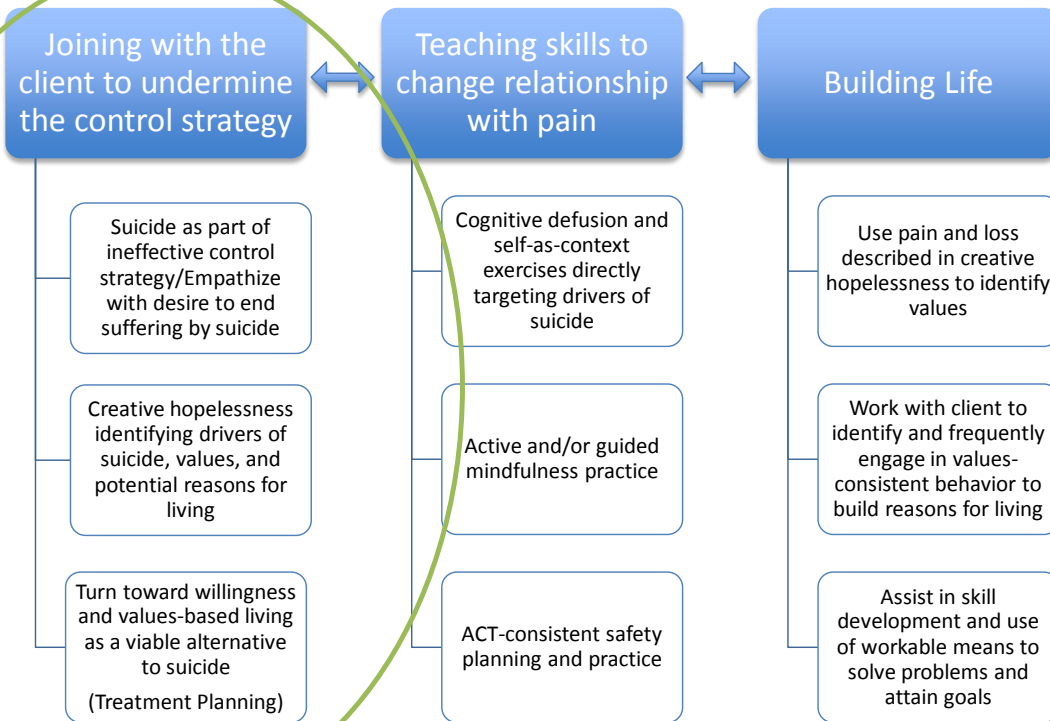 Joining with the
client to undermine
the control strategy
Suicide as part of
ineffective control
strategy/Empathize
with desire to end
suffering by suicide
Creative hopelessness
identifying drivers of
suicide, values, and
potential reasons for
living
Turn toward willingness
and values-based living
as a viable alternative
to suicide
(Treatment Planning)
Teaching skills to
change relationship
with pain
Cognitive defusion and
self-as-context
exercises directly
targeting drivers of
suicide
Active and/or guided
mindfulness practice
ACT-consistent safety
planning and practice
Building Life
Use pain and loss
described in creative
hopelessness to identify
values
Work with client to
identify and frequently
engage in values-
consistent behavior to
build reasons for living
Assist in skill
development and use
of workable means to
solve problems and
attain goals